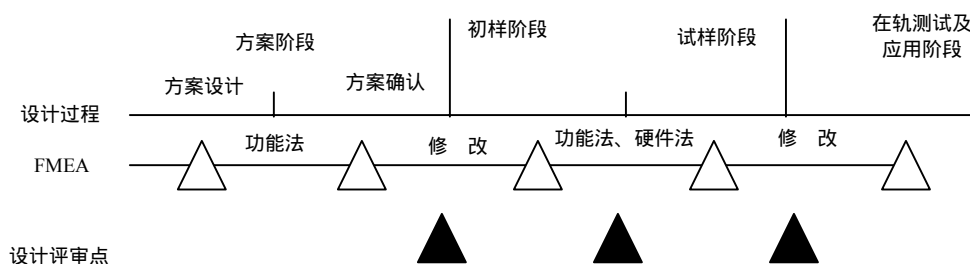 方案阶段
初样阶段
试样阶段
在轨测试及
应用阶段
方案设计
方案确认
设计过程
功能法
修 改
功能法、硬件法
修 改
FMEA
设计评审点